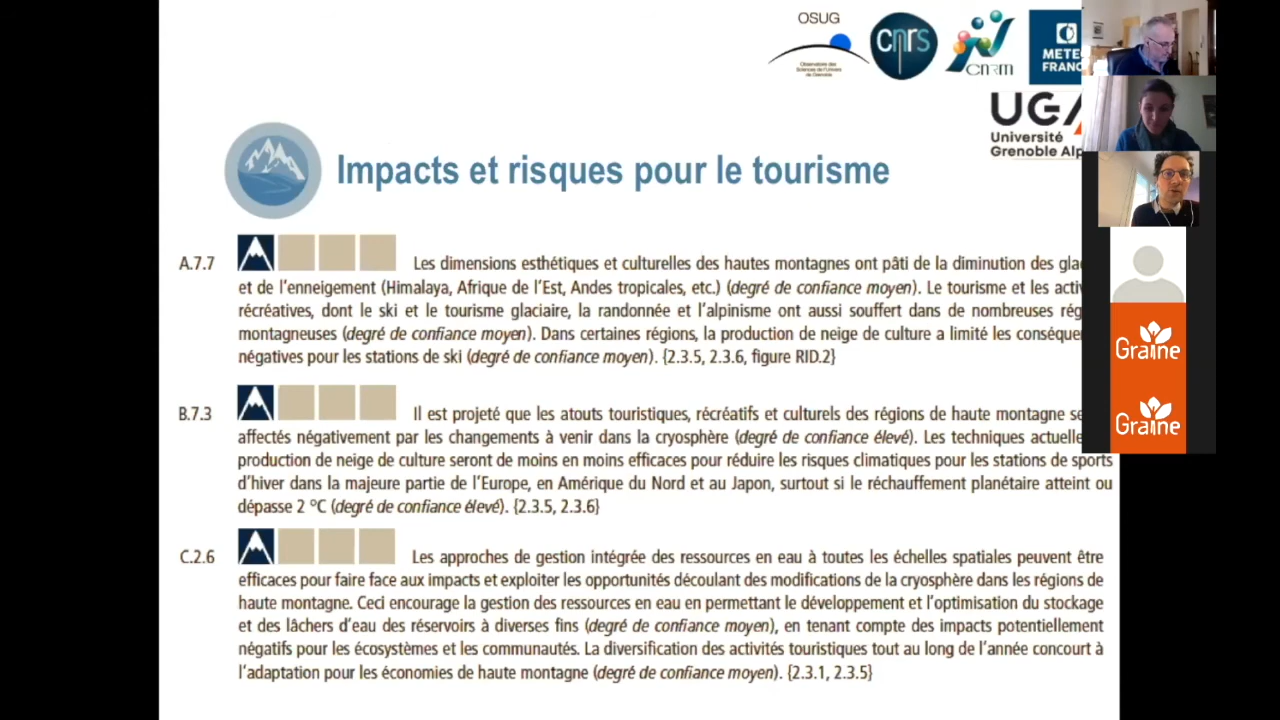 OSUG
Observatoire des
Sciences de l'Univers
de Grenoble
cnrs
CNRM
METE
FRANC
UGA
Université
Grenoble Alp
Impacts et risques pour le tourisme
A.7.7 Les dimensions esthétiques et culturelles des hautes montagnes ont pâti de la diminution des glac
et de l'enneigement (Himalaya, Afrique de l'Est, Andes tropicales, etc.) (degré de confiance moyen). Le tourisme et les activ
récréatives, dont le ski et le tourisme glaciaire, la randonnée et l'alpinisme ont aussi souffert dans de nombreuses rég
montagneuses (degré de confiance moyen). Dans certaines régions, la production de neige de culture a limité les conséque
négatives pour les stations de ski (degré de confiance moyen). {2.3.5, 2.3.6, figure RID.2}
B.7.3 Il est projeté que les atouts touristiques, récréatifs et culturels des régions de haute montagne se
affectés négativement par les changements à venir dans la cryosphère (degré de confiance élevé). Les techniques actuelle
production de neige de culture seront de moins en moins efficaces pour réduire les risques climatiques pour les stations de sports
d'hiver dans la majeure partie de l'Europe, en Amérique du Nord et au Japon, surtout si le réchauffement planétaire atteint ou
dépasse 2 °C (degré de confiance élevé). {2.3.5, 2.3.6}
C.2.6 Les approches de gestion intégrée des ressources en eau à toutes les échelles spatiales peuvent être
efficaces pour faire face aux impacts et exploiter les opportunités découlant des modifications de la cryosphère dans les régions de
haute montagne. Ceci encourage la gestion des ressources en eau en permettant le développement et l'optimisation du stockage
et des lâchers d'eau des réservoirs à diverses fins (degré de confiance moyen), en tenant compte des impacts potentiellement
négatifs pour les écosystèmes et les communautés. La diversification des activités touristiques tout au long de l'année concourt à
l'adaptation pour les économies de haute montagne (degré de confiance moyen). {2.3.1, 2.3.5}
Graine
Graine